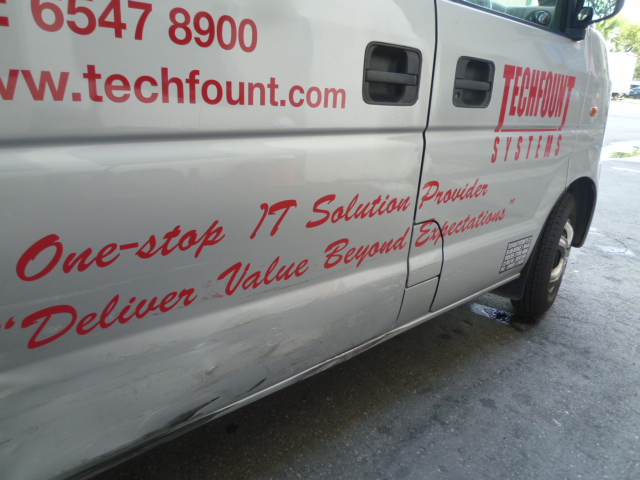 : 6547 8900
www.techfount.com
TECHFOUNT
SYSTEMS
One-stop IT Solution Provider
"Deliver Value Beyond Expectations"